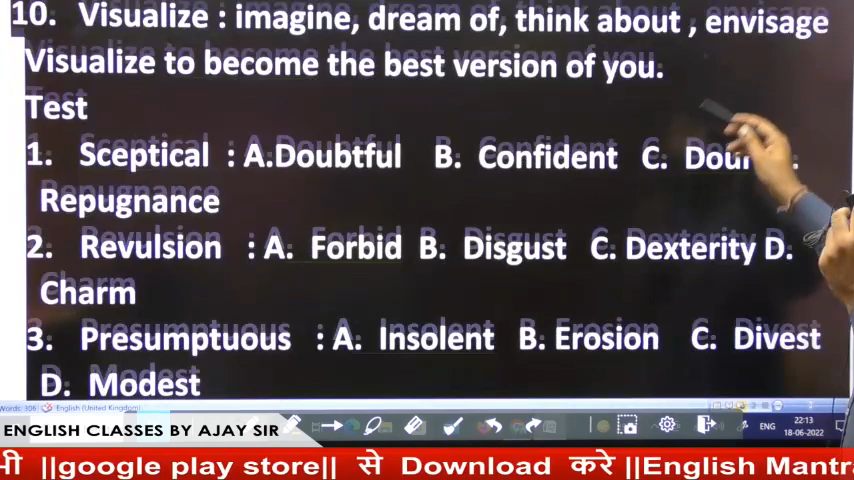 10. Visualize : imagine, dream of, think about , envisage
Visualize to become the best version of you.
Test
1. Sceptical : A.Doubtful B. Confident C.
Repugnance
2. Revulsion : A. Forbid B. Disgust C. Dexterity D.
Charm
3. Presumptuous : A. Insolent B. Erosion C. Divest
D. Modest
Words: 306 English (United Kingdom)
ENG 22:13
18-06-2022
ENGLISH CLASSES BY AJAY SIR
||google play store|| से Download करे ||English Mantra